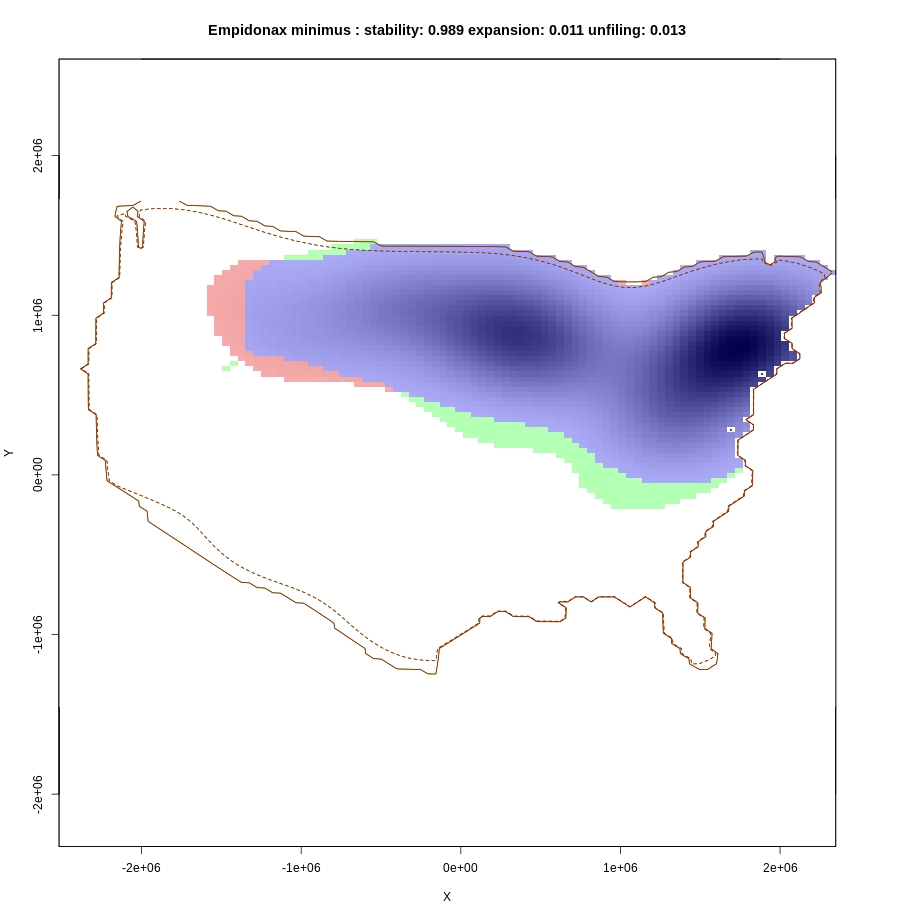 Empidonax minimus : stability: 0.989 expansion: 0.011 unfiling: 0.013
2e+06
1e+06
0e+00
-1e+06
-2e+06
Y
-2e+06 -1e+06 0e+00 1e+06 2e+06
X